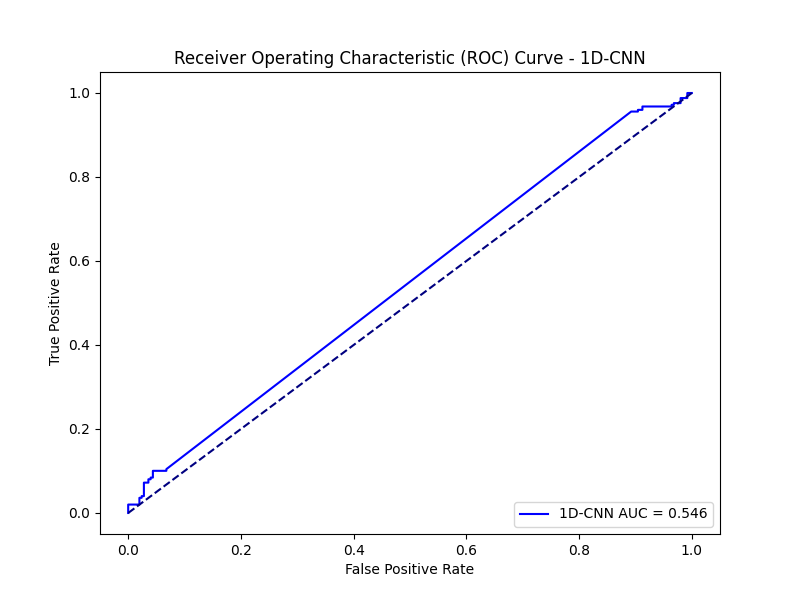 Receiver Operating Characteristic (ROC) Curve - 1D-CNN
1.0
0.8
0.6
0.4
0.2
0.0
True Positive Rate
1D-CNN AUC = 0.546
0.0 0.2 0.4 0.6 0.8 1.0
False Positive Rate